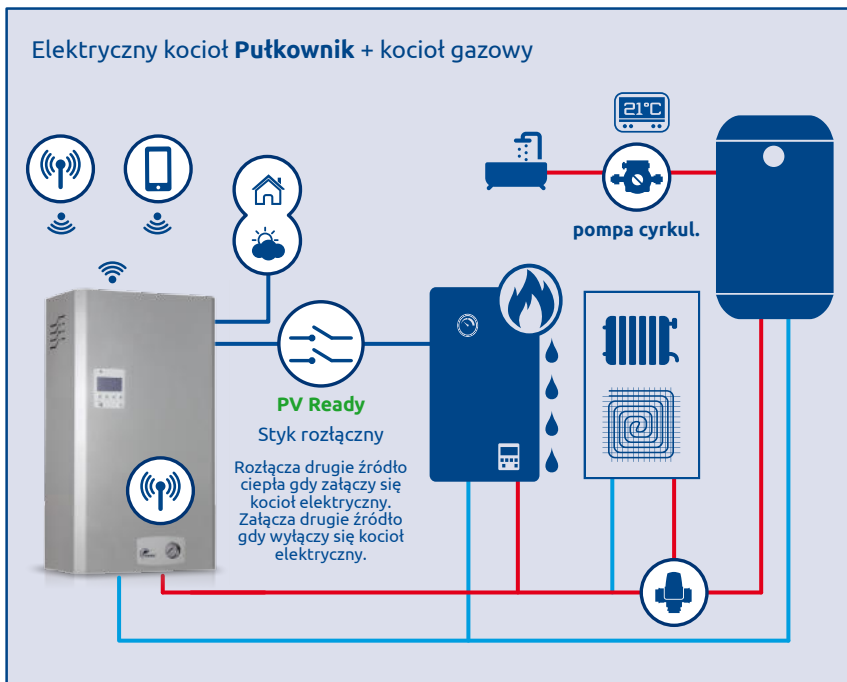 Elektryczny kocioł Pułkownik + kocioł gazowy
21°C
pompa cyrkul.
PV Ready
Styk rozłączny
Rozłącza drugie źródło
ciepła gdy załączy się
kocioł elektryczny.
Załącza drugie źródło
gdy wyłączy się kocioł
elektryczny.